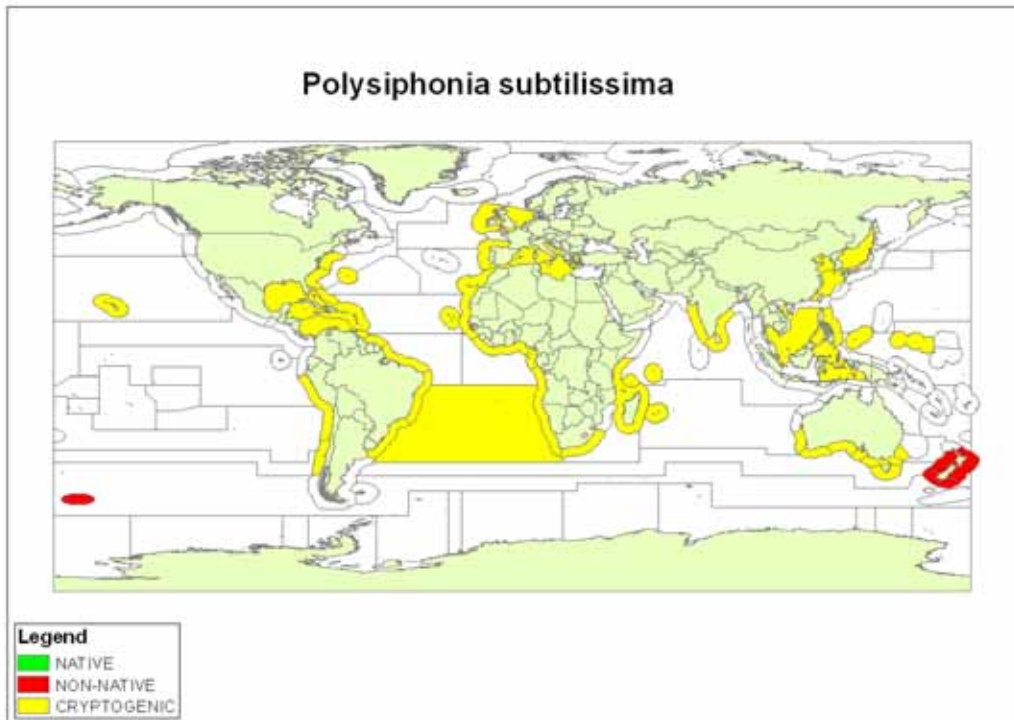 Polysiphonia subtilissima
Legend
NATIVE
NON-NATIVE
CRYPTOGENIC